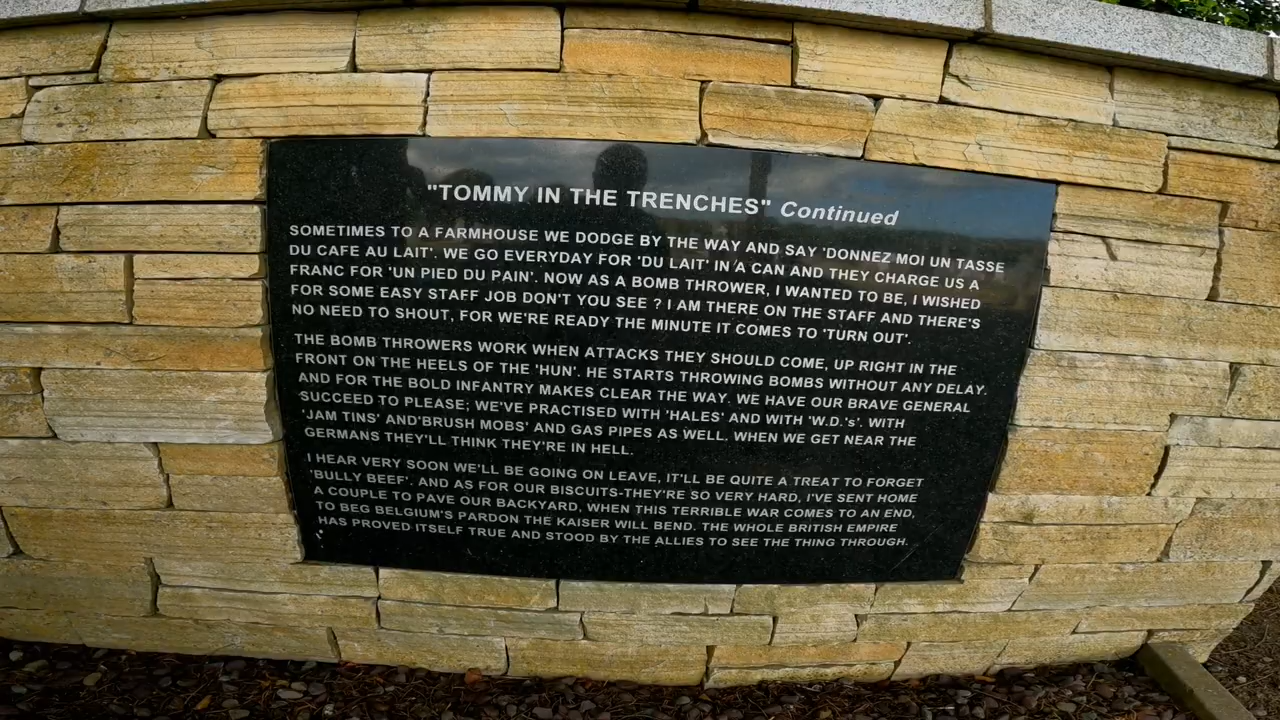 "TOMMY IN THE TRENCHES" Continued
SOMETIMES TO A FARMHOUSE WE DODGE BY THE WAY AND SAY 'DONNEZ MOI UN TASSE
DU CAFE AU LAIT'. WE GO EVERYDAY FOR 'DU LAIT' IN A CAN AND THEY CHARGE US A
FRANC FOR 'UN PIED DU PAIN'. NOW AS A BOMB THROWER, I WANTED TO BE, I WISHED
FOR SOME EASY STAFF JOB DON'T YOU SEE ? I AM THERE ON THE STAFF AND THERE'S
NO NEED TO SHOUT, FOR WE'RE READY THE MINUTE IT COMES TO 'TURN OUT'.
THE BOMB THROWERS WORK WHEN ATTACKS THEY SHOULD COME, UP RIGHT IN THE
FRONT ON THE HEELS OF THE 'HUN'. HE STARTS THROWING BOMBS WITHOUT ANY DELAY.
AND FOR THE BOLD INFANTRY MAKES CLEAR THE WAY. WE HAVE OUR BRAVE GENERAL
SUCCEED TO PLEASE; WE'VE PRACTISED WITH 'HALES' AND WITH 'W.D.'s'. WITH
'JAM TINS' AND'BRUSH MOBS' AND GAS PIPES AS WELL. WHEN WE GET NEAR THE
GERMANS THEY'LL THINK THEY'RE IN HELL.
I HEAR VERY SOON WE'LL BE GOING ON LEAVE, IT'LL BE QUITE A TREAT TO FORGET
'BULLY BEEF'. AND AS FOR OUR BISCUITS-THEY'RE SO VERY HARD, I'VE SENT HOME
A COUPLE TO PAVE OUR BACKYARD, WHEN THIS TERRIBLE WAR COMES TO AN END,
TO BEG BELGIUM'S PARDON THE KAISER WILL BEND. THE WHOLE BRITISH EMPIRE
HAS PROVED ITSELF TRUE AND STOOD BY THE ALLIES TO SEE THE THING THROUGH.